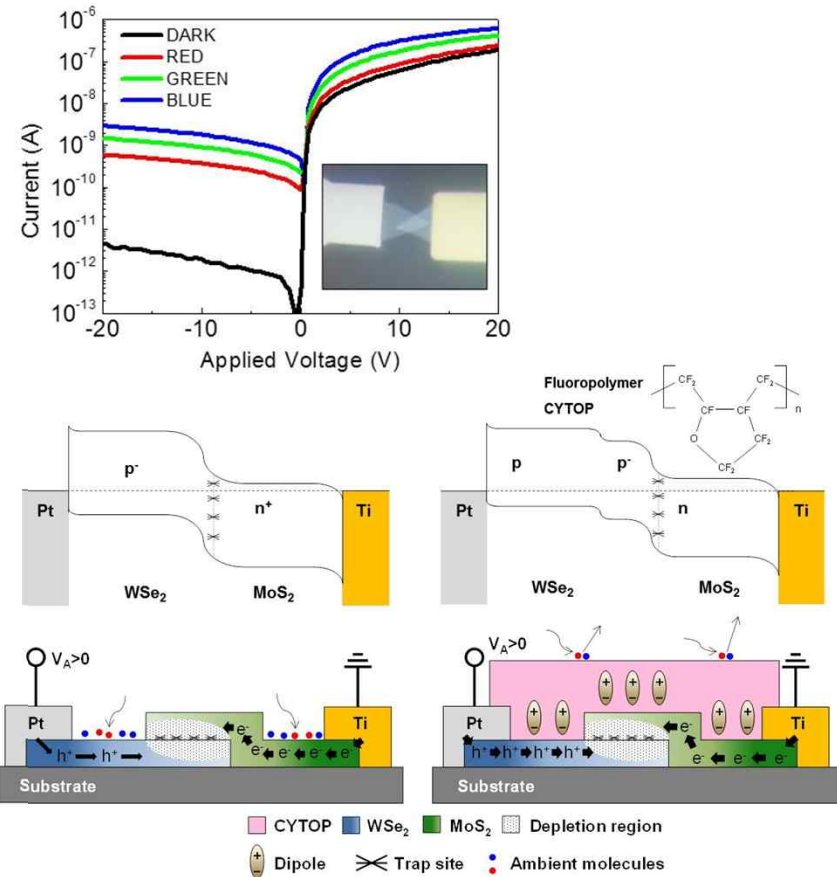 10⁻⁶
10⁻⁷
10⁻⁸
10⁻⁹
10⁻¹⁰
10⁻¹¹
10⁻¹²
10⁻¹³
Current (A)
DARK
RED
GREEN
BLUE
-20 -10 0 10 20
Applied Voltage (V)
Fluoropolymer
CYTOP
CF₂ CF₂
n
CF CF
O CF₂
CF₂
p⁻
n⁺
Pt Ti
WSe₂ MoS₂
p p⁻
n
Pt Ti
WSe₂ MoS₂
V_A>0
Pt Ti
h⁺ h⁺ e⁻ e⁻ e⁻ e⁻ e⁻
Substrate
V_A>0
+ + +
− − −
+ + + +
− − − −
Pt Ti
h⁺ h⁺ h⁺ h⁺ e⁻ e⁻ e⁻ e⁻
Substrate
CYTOP WSe₂ MoS₂ Depletion region
+
− Dipole Trap site Ambient molecules